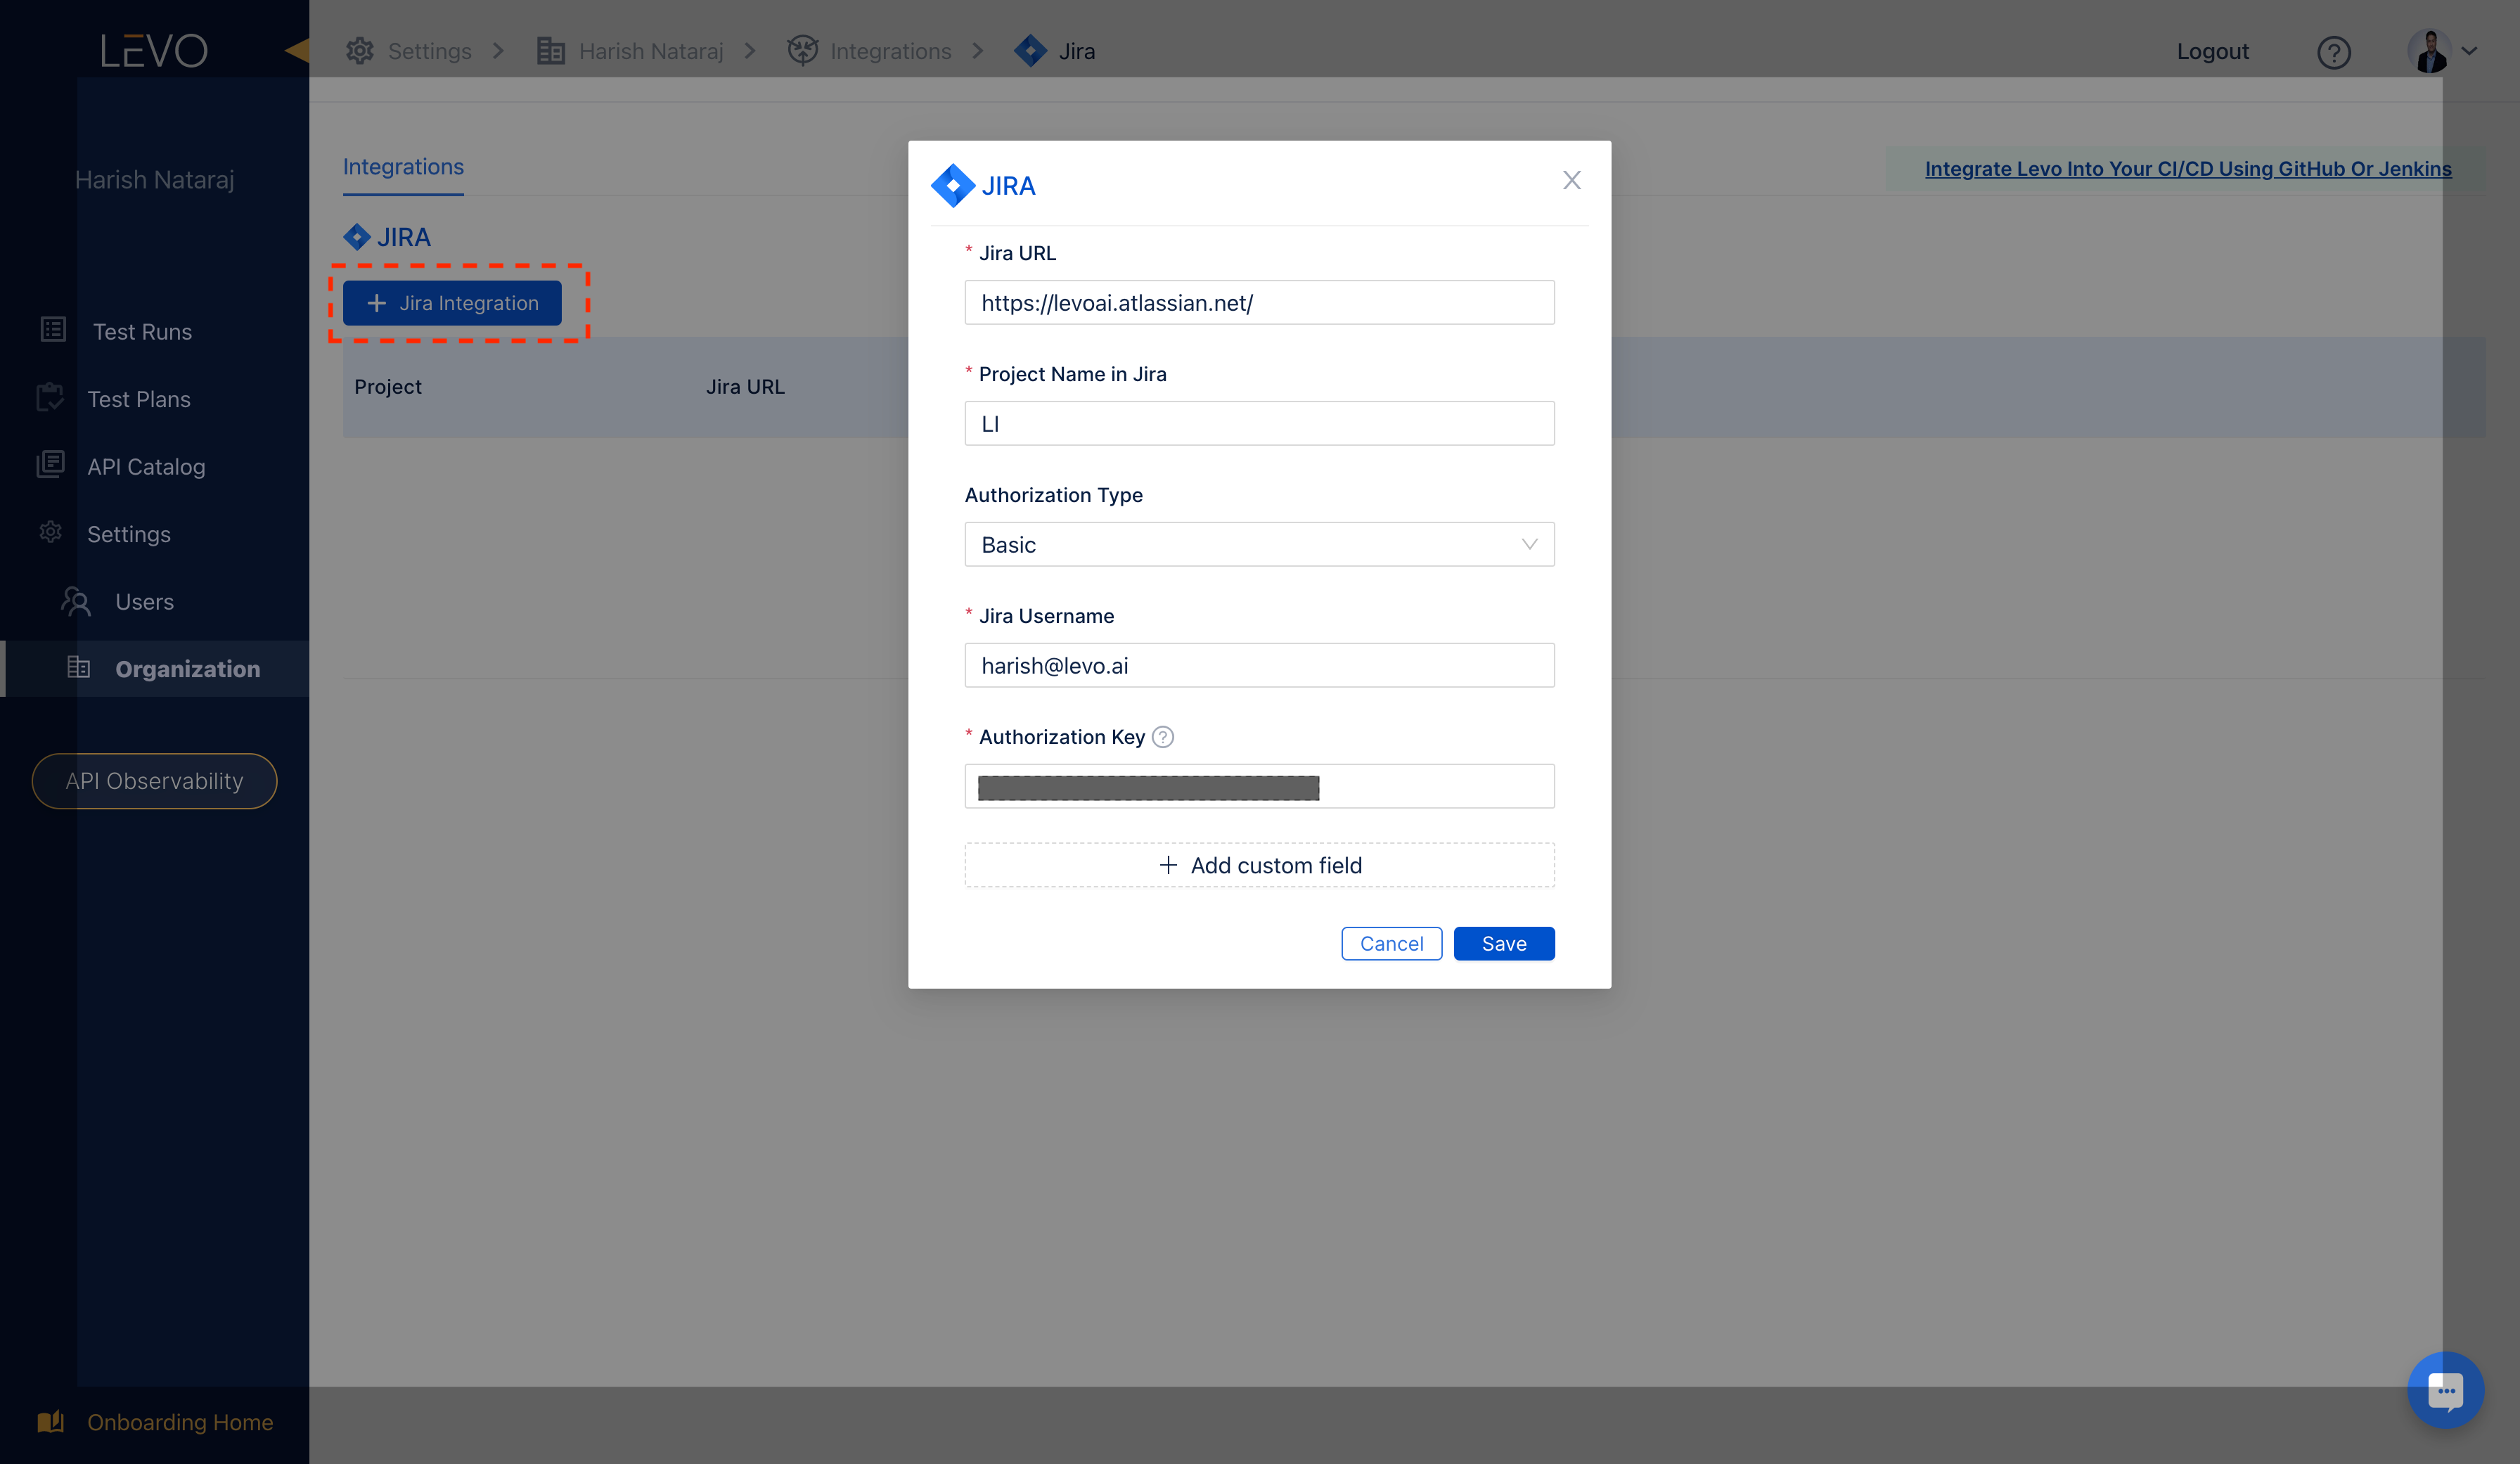 LEVO
Settings > Harish Nataraj > Integrations > Jira
Logout
Harish Nataraj
Test Runs
Test Plans
API Catalog
Settings
Users
Organization
API Observability
Onboarding Home
Integrations
Integrate Levo Into Your CI/CD Using GitHub Or Jenkins
JIRA
+ Jira Integration
Project Jira URL
JIRA
* Jira URL
https://levoai.atlassian.net/
* Project Name in Jira
LI
Authorization Type
Basic
* Jira Username
harish@levo.ai
* Authorization Key ?
+ Add custom field
Cancel Save